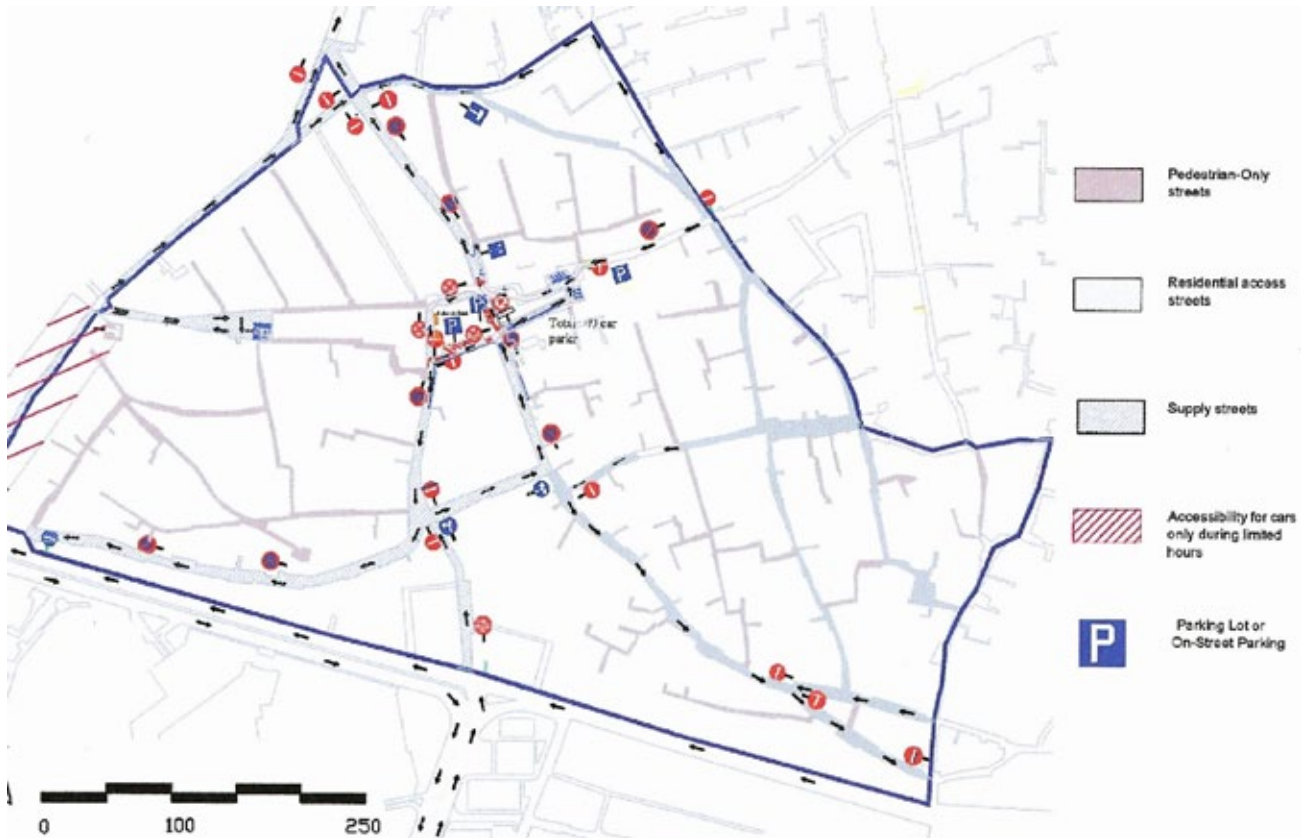 Pedestrian-Only
streets
Residential access
streets
Supply streets
Accessibility for cars
only during limited
hours
P
Parking Lot or
On-Street Parking
P
P
car
0
100
250